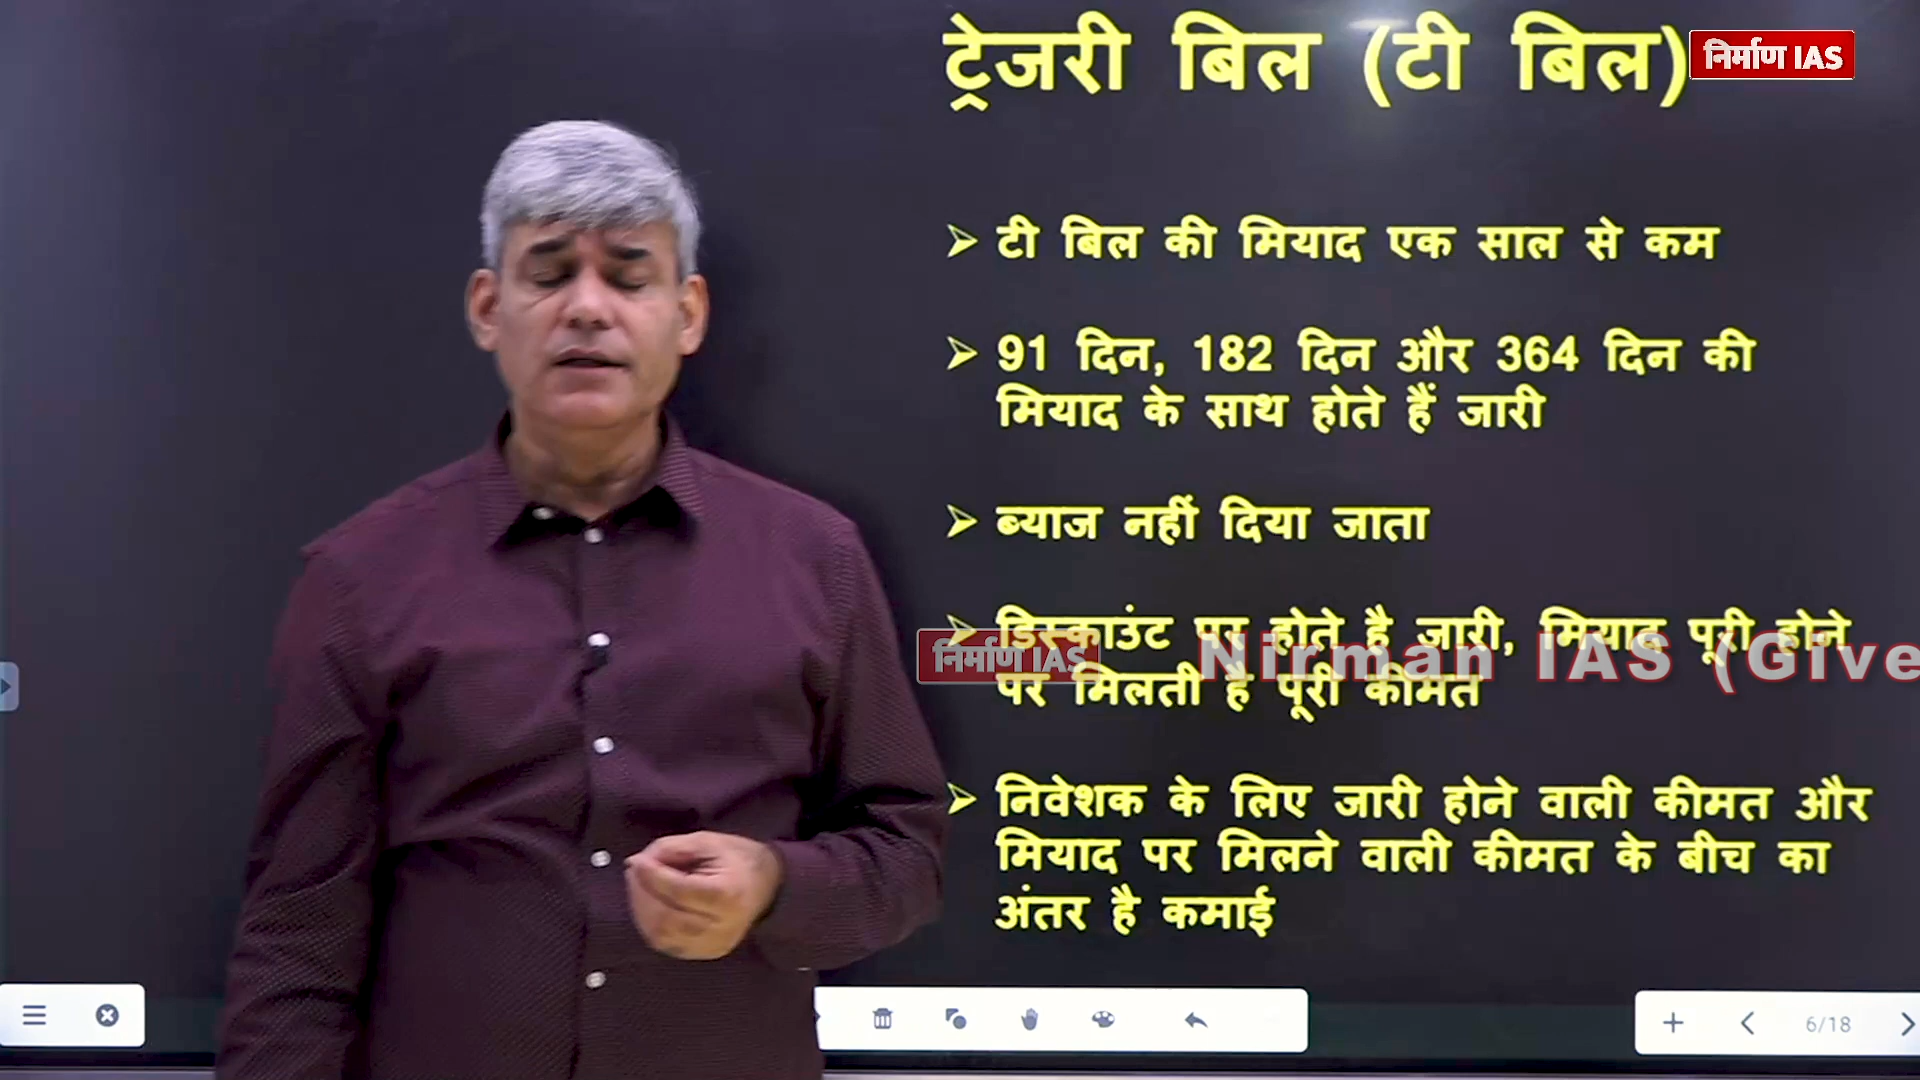 ट्रेजरी बिल (टी बिल)
निर्माण IAS
टी बिल की मियाद एक साल से कम
91 दिन, 182 दिन और 364 दिन की
मियाद के साथ होते हैं जारी
ब्याज नहीं दिया जाता
डिस्काउंट पर होते है जारी, मियाद पूरी होने
निर्माण IAS
Nirman IAS (Give
पर मिलती है पूरी कीमत
निवेशक के लिए जारी होने वाली कीमत और
मियाद पर मिलने वाली कीमत के बीच का
अंतर है कमाई
6/18